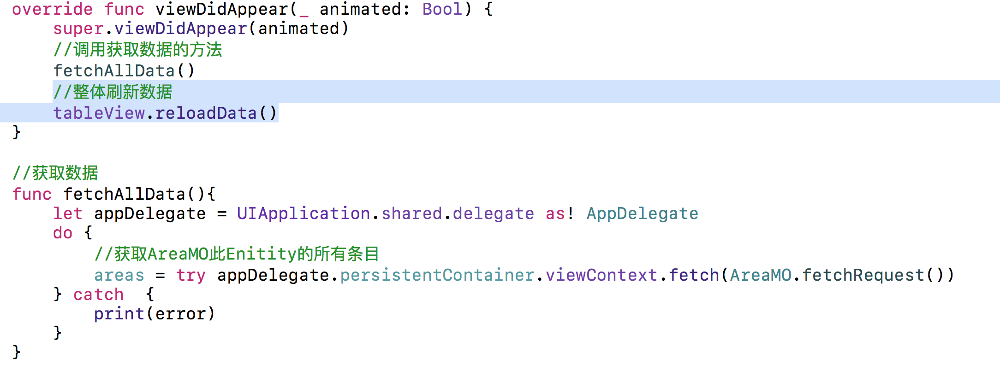 override func viewDidAppear(_ animated: Bool) {
    super.viewDidAppear(animated)
    //调用获取数据的方法
    fetchAllData()
    //整体刷新数据
    tableView.reloadData()
}

//获取数据
func fetchAllData(){
    let appDelegate = UIApplication.shared.delegate as! AppDelegate
    do {
        //获取AreaMO此Enitity的所有条目
        areas = try appDelegate.persistentContainer.viewContext.fetch(AreaMO.fetchRequest())
    } catch  {
        print(error)
    }
}